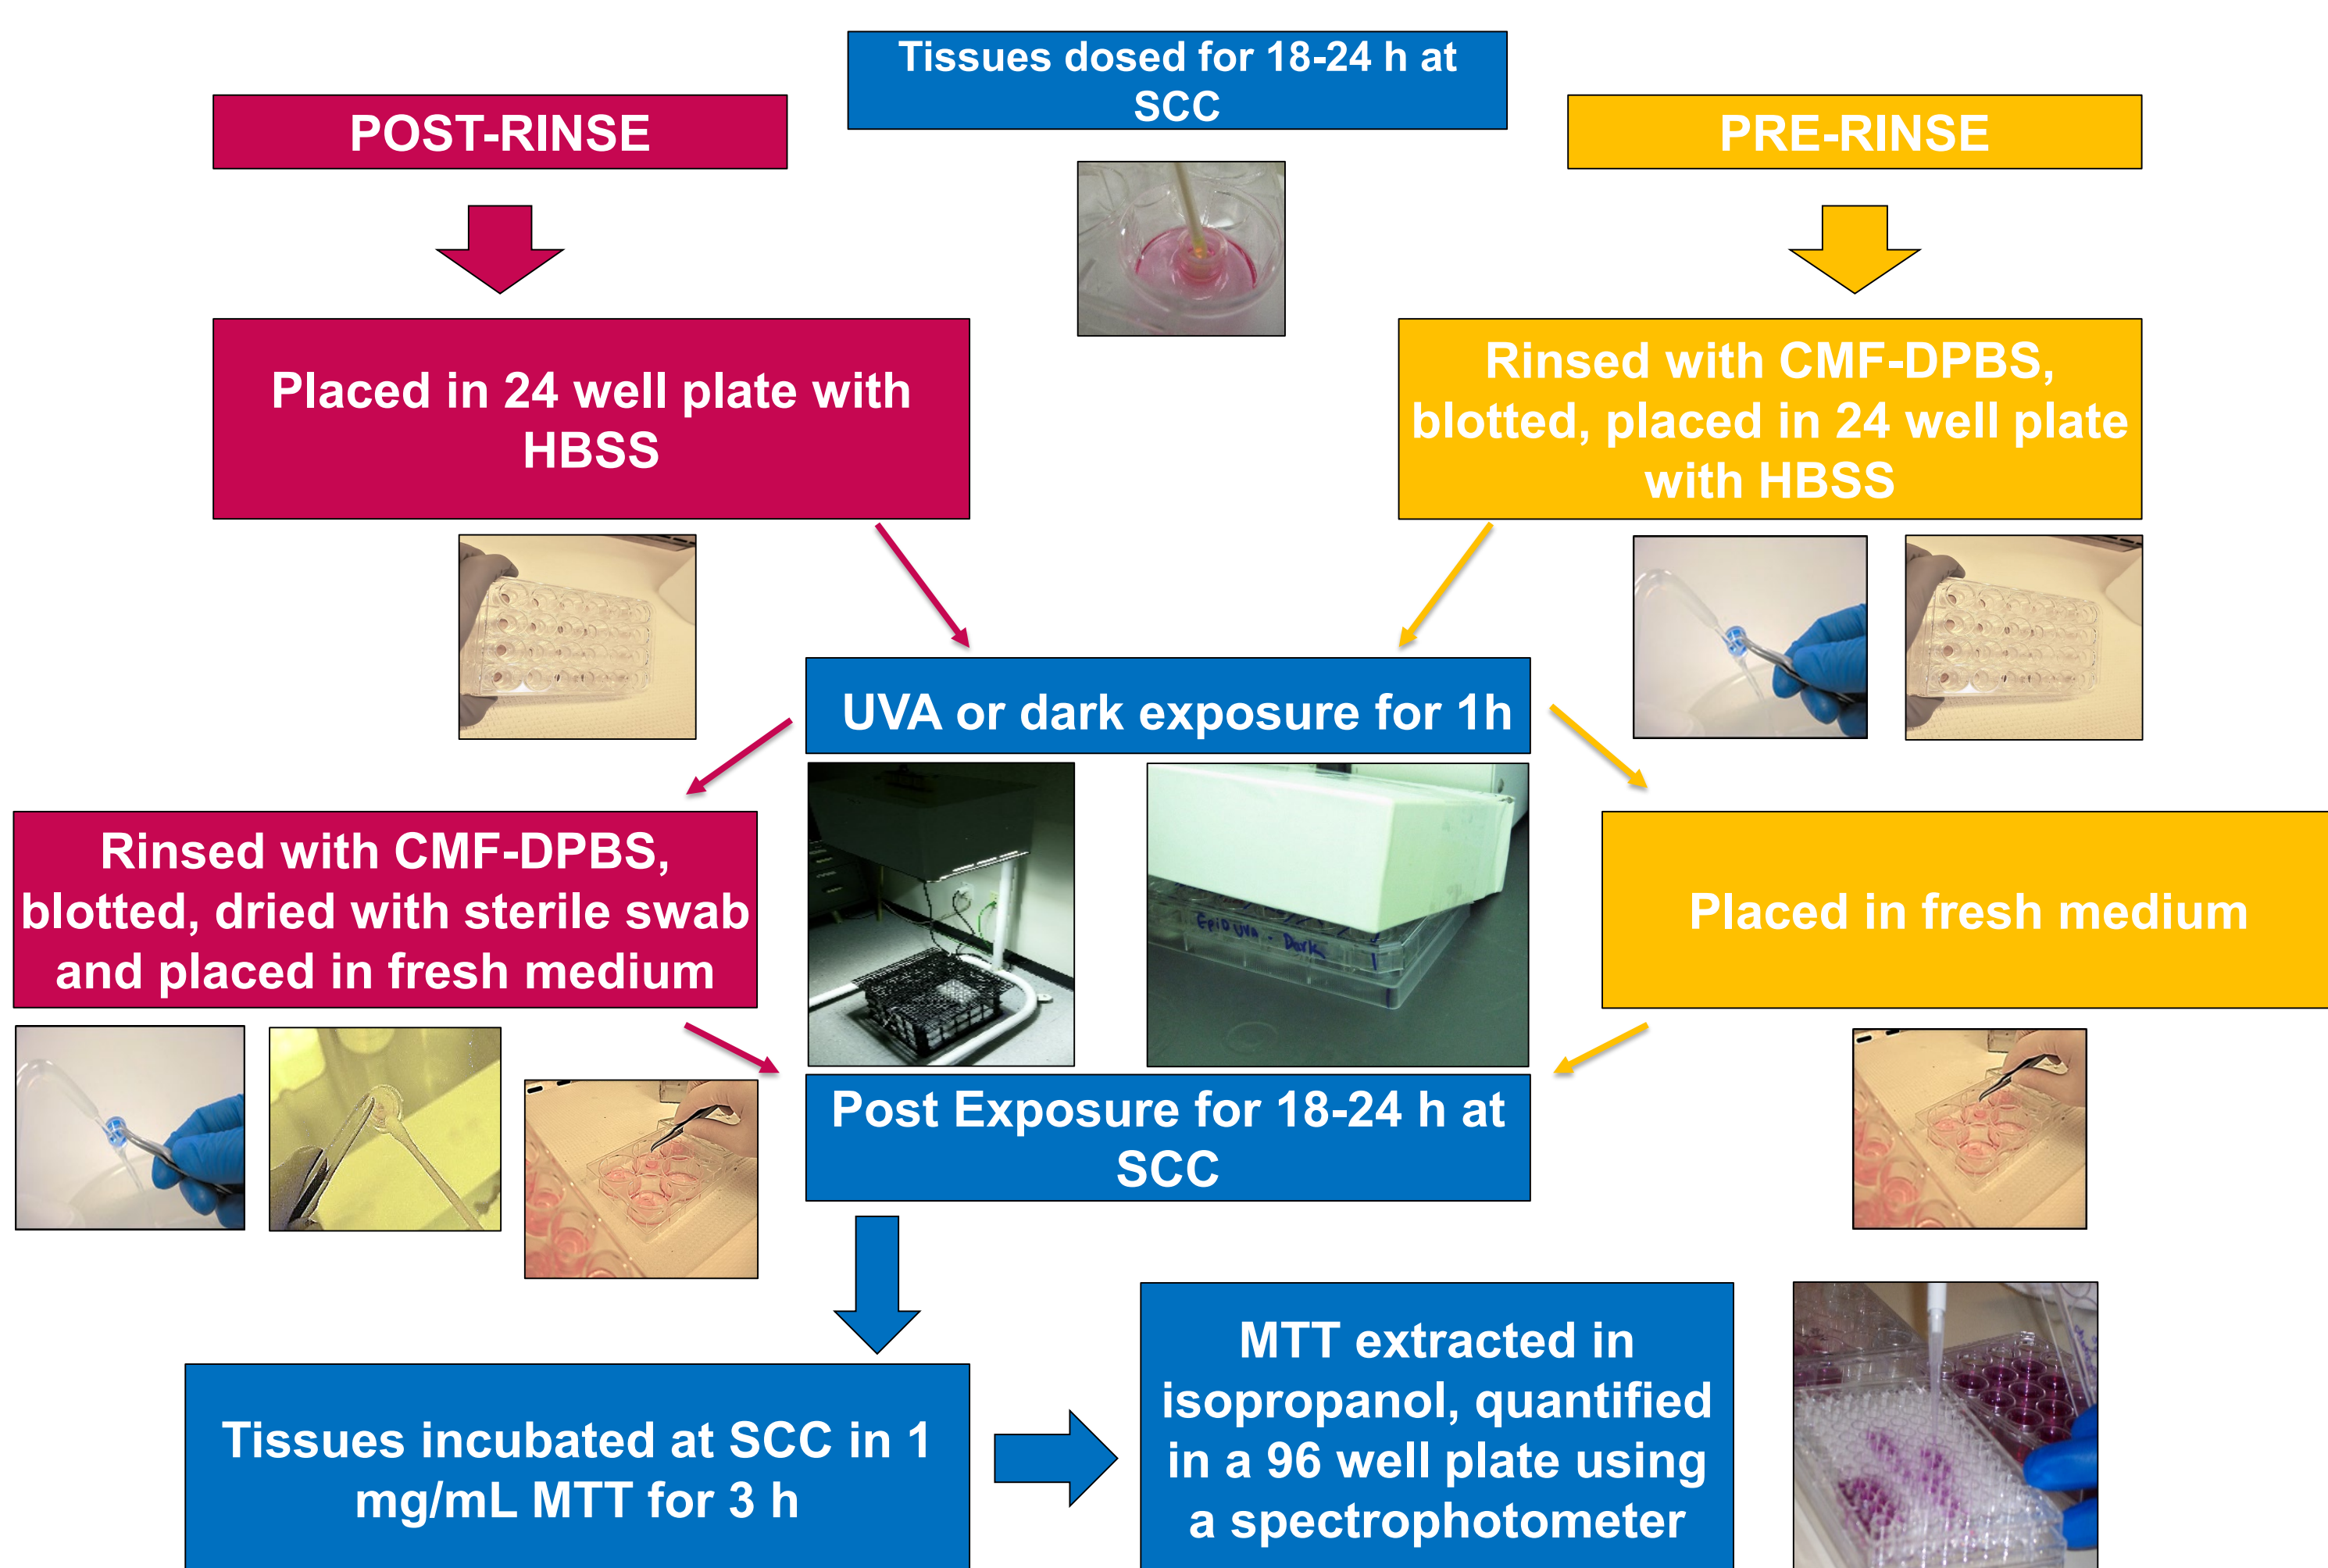 Tissues dosed for 18-24 h at
SCC
POST-RINSE
PRE-RINSE
Placed in 24 well plate with
HBSS
Rinsed with CMF-DPBS,
blotted, placed in 24 well plate
with HBSS
UVA or dark exposure for 1h
Rinsed with CMF-DPBS,
blotted, dried with sterile swab
and placed in fresh medium
EpiD UVA - Dark
Placed in fresh medium
Post Exposure for 18-24 h at
SCC
Tissues incubated at SCC in 1
mg/mL MTT for 3 h
MTT extracted in
isopropanol, quantified
in a 96 well plate using
a spectrophotometer